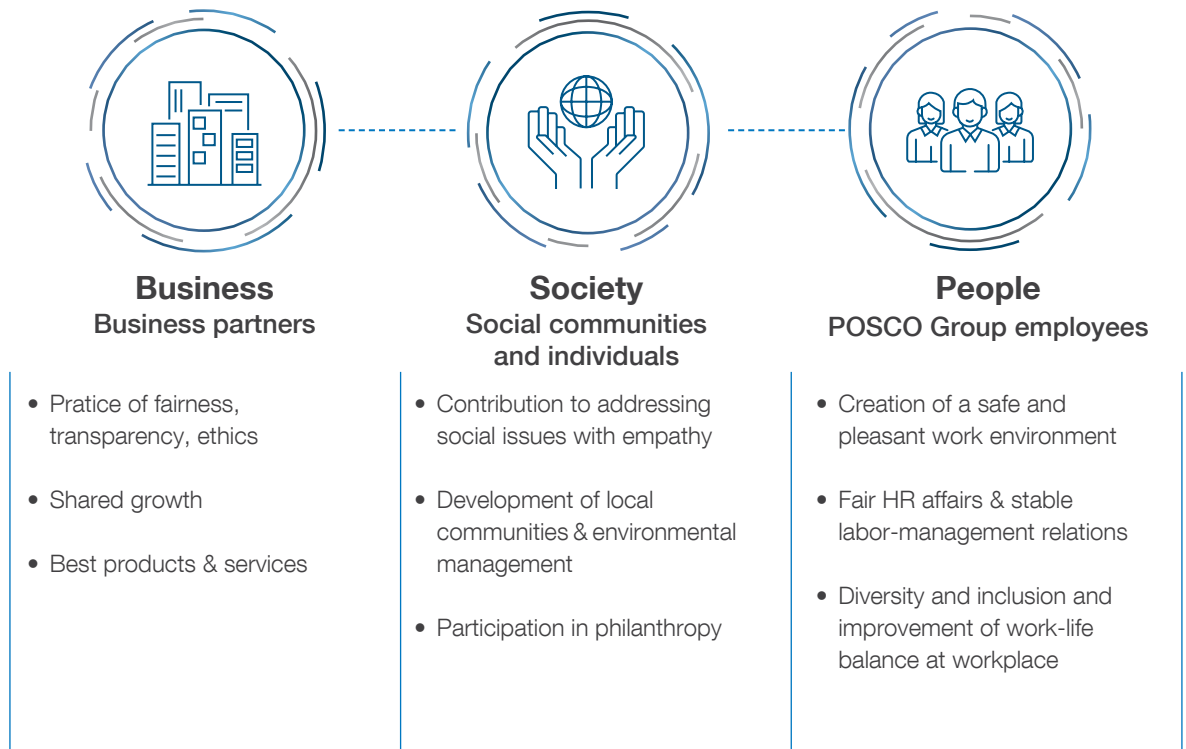 Business
Business partners
• Pratice of fairness,
transparency, ethics
• Shared growth
• Best products & services
Society
Social communities
and individuals
• Contribution to addressing
social issues with empathy
• Development of local
communities & environmental
management
• Participation in philanthropy
People
POSCO Group employees
• Creation of a safe and
pleasant work environment
• Fair HR affairs & stable
labor-management relations
• Diversity and inclusion and
improvement of work-life
balance at workplace